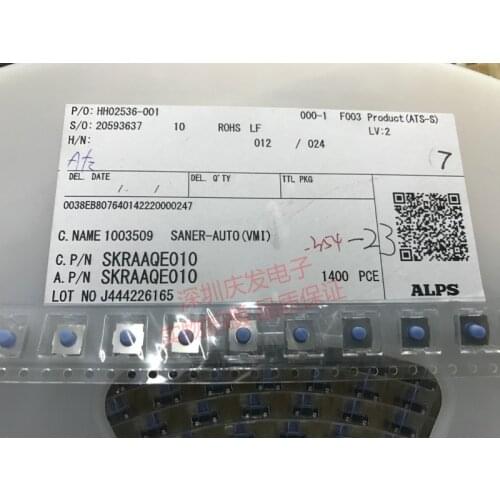 P/O: HH02536-001 000-1 F003 Product(ATS-S)
S/O: 20593637 10 ROHS LF LV:2
H/N: 012 / 024
(7
DEL. DATE DEL. Q'TY TTL PKG
0038EB807640142220000247
-23
C.NAME 1003509 SANER-AUTO(VMI)
C.P/N SKRAAQE010
A.P/N SKRAAQE010 1400 PCE
LOT NO J444226165 ALPS
深圳庆发电子